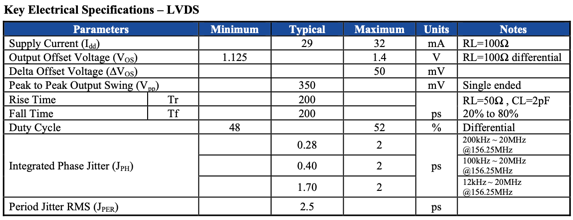 Key Electrical Specifications – LVDS
Parameters Minimum Typical Maximum Units Notes
Supply Current (Idd) 29 32 mA RL=100Ω
Output Offset Voltage (VOS) 1.125 1.4 V RL=100Ω differential
Delta Offset Voltage (ΔVOS) 50 mV
Peak to Peak Output Swing (Vpp) 350 mV Single ended
Rise Time Tr 200 RL=50Ω , CL=2pF
Fall Time Tf 200 ps 20% to 80%
Duty Cycle 48 52 % Differential
0.28 2 200kHz ~ 20MHz
@156.25MHz
Integrated Phase Jitter (JPH) 0.40 2 ps 100kHz ~ 20MHz
@156.25MHz
1.70 2 12kHz ~ 20MHz
@156.25MHz
Period Jitter RMS (JPER) 2.5 ps